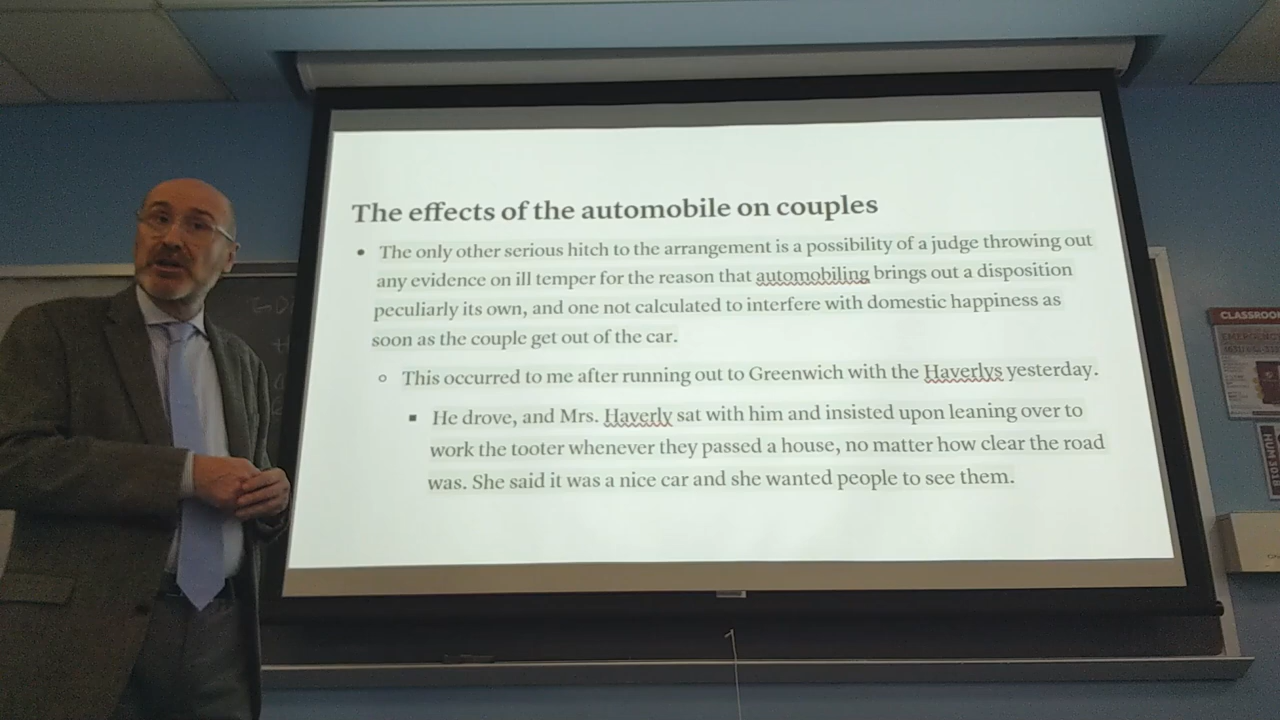 The effects of the automobile on couples
• The only other serious hitch to the arrangement is a possibility of a judge throwing out
any evidence on ill temper for the reason that automobiling brings out a disposition
peculiarly its own, and one not calculated to interfere with domestic happiness as
soon as the couple get out of the car.
○ This occurred to me after running out to Greenwich with the Haverlys yesterday.
▪ He drove, and Mrs. Haverly sat with him and insisted upon leaning over to
work the tooter whenever they passed a house, no matter how clear the road
was. She said it was a nice car and she wanted people to see them.
CLASSROOM
EMERGENCY
HUM 301B